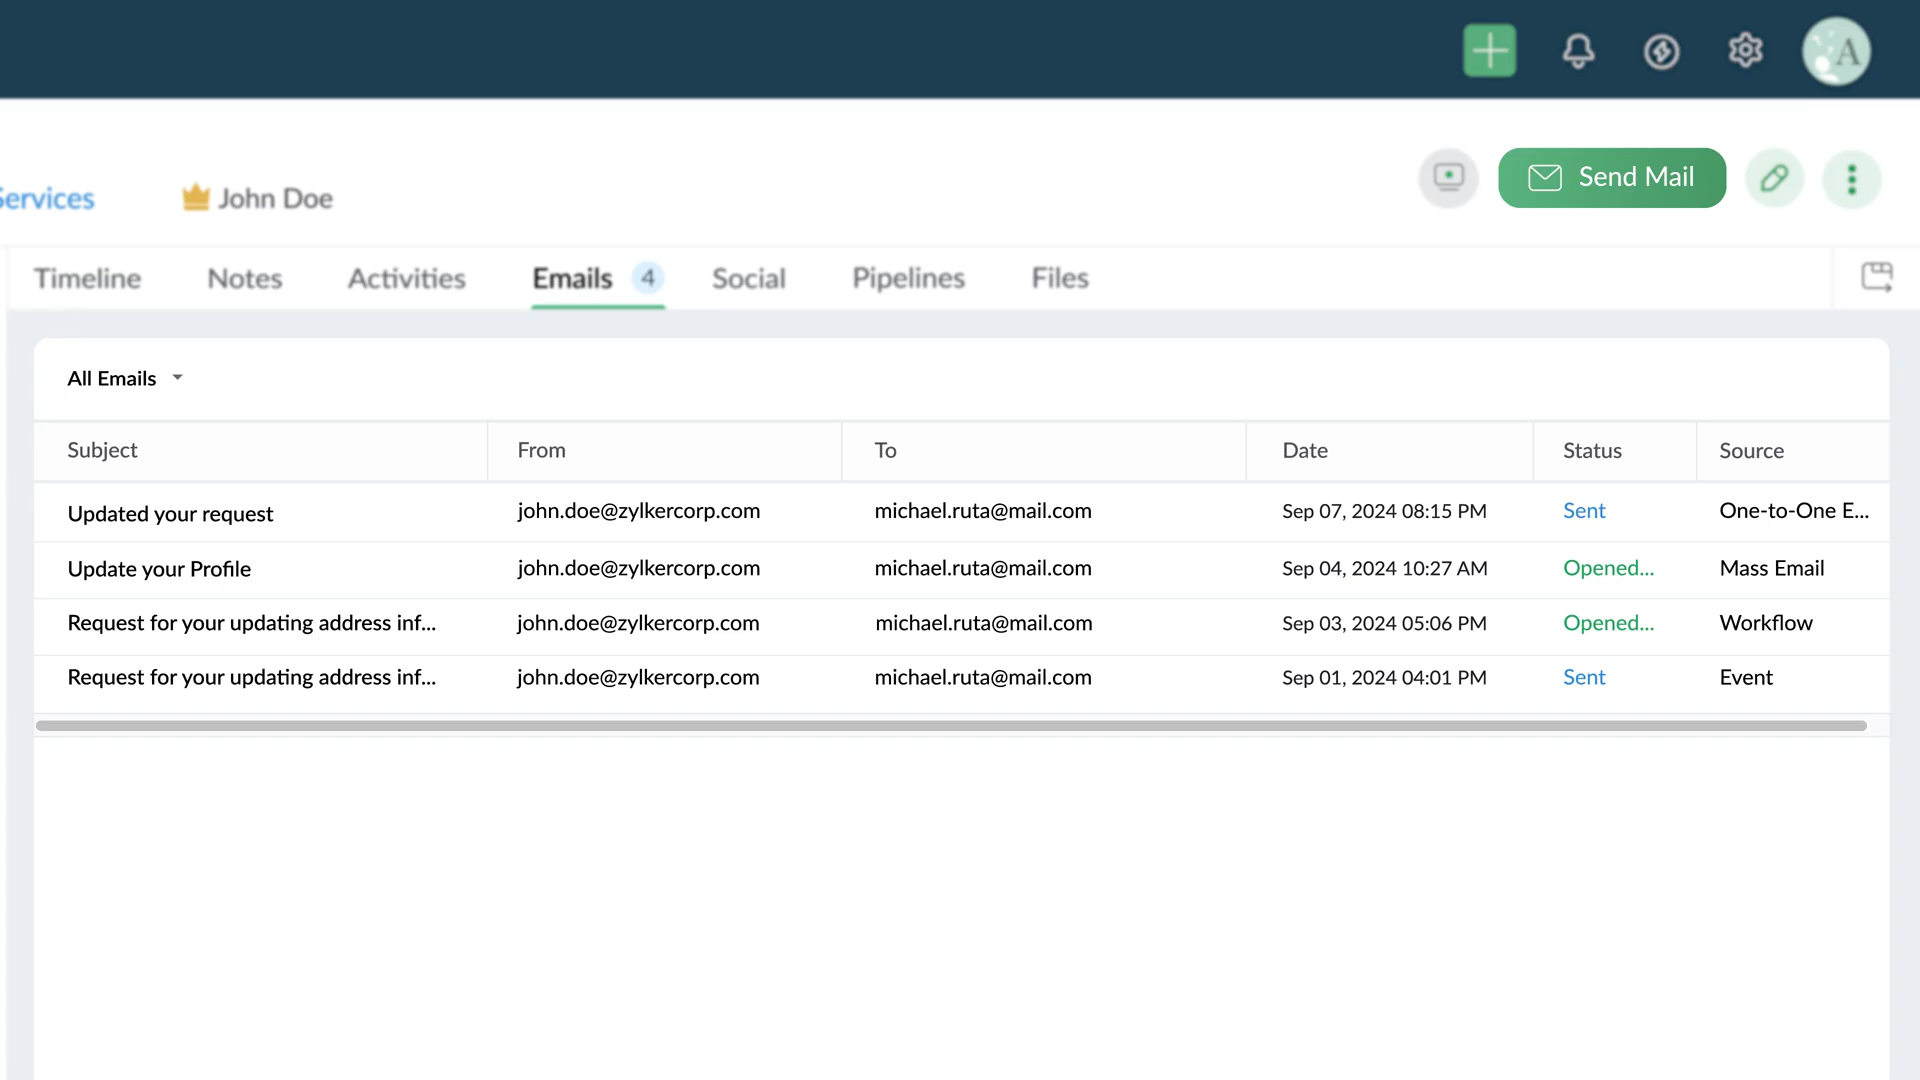 A
Send Mail
Services
John Doe
Timeline Notes Activities Emails 4 Social Pipelines Files
All Emails
Subject From To Date Status Source
Updated your request john.doe@zylkercorp.com michael.ruta@mail.com Sep 07, 2024 08:15 PM Sent One-to-One E...
Update your Profile john.doe@zylkercorp.com michael.ruta@mail.com Sep 04, 2024 10:27 AM Opened... Mass Email
Request for your updating address inf... john.doe@zylkercorp.com michael.ruta@mail.com Sep 03, 2024 05:06 PM Opened... Workflow
Request for your updating address inf... john.doe@zylkercorp.com michael.ruta@mail.com Sep 01, 2024 04:01 PM Sent Event